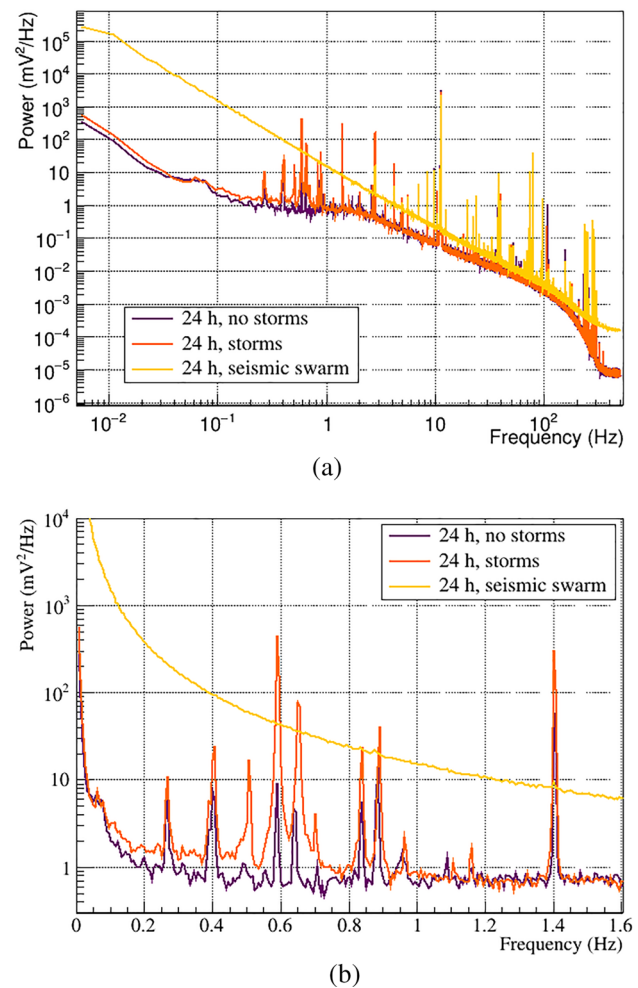 Power (mV²/Hz)
10⁵
10⁴
10³
10²
10
1
10⁻¹
10⁻²
10⁻³
10⁻⁴
10⁻⁵
10⁻⁶
24 h, no storms
24 h, storms
24 h, seismic swarm
10⁻² 10⁻¹ 1 10 10²
Frequency (Hz)
(a)
Power (mV²/Hz)
10⁴
10³
10²
10
1
24 h, no storms
24 h, storms
24 h, seismic swarm
0 0.2 0.4 0.6 0.8 1 1.2 1.4 1.6
Frequency (Hz)
(b)